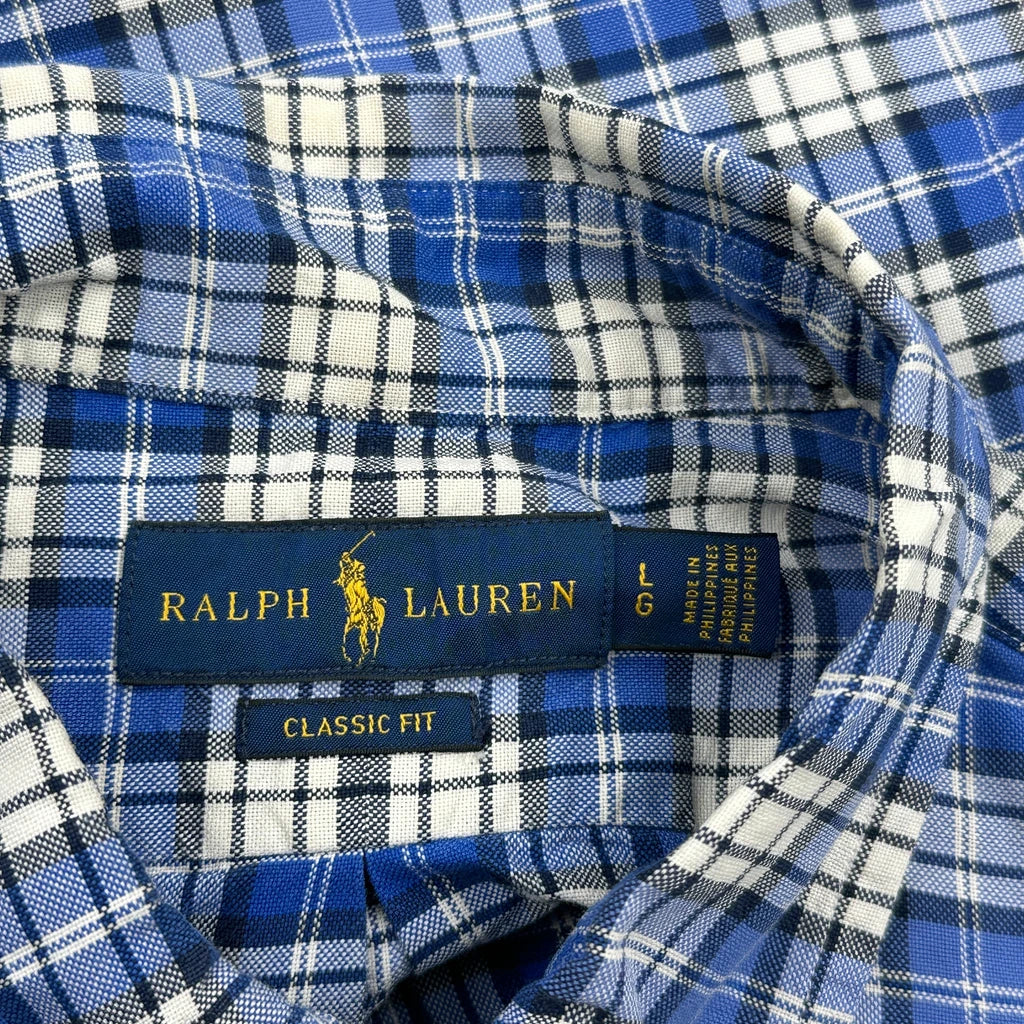 RALPH LAUREN
L
G
MADE IN
PHILIPPINES
FABRIQUÉ AUX
PHILIPPINES
CLASSIC FIT